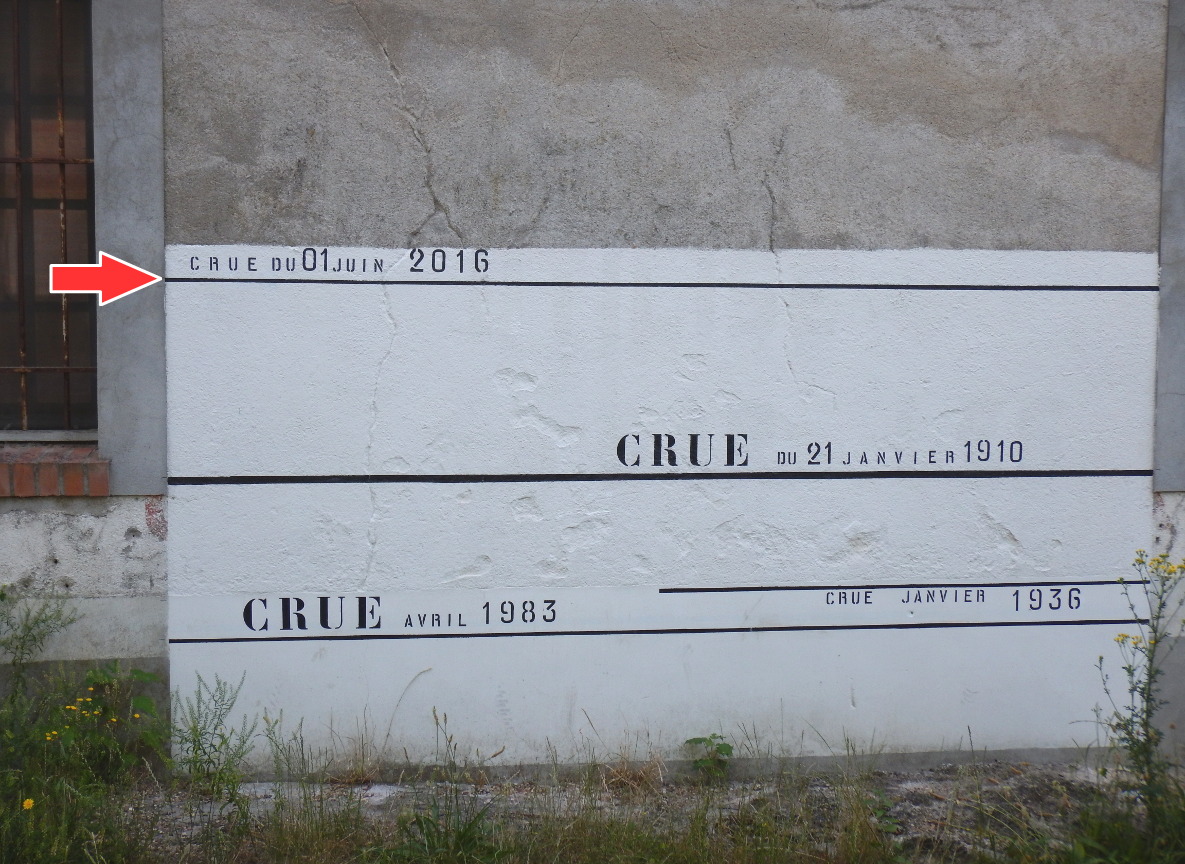 CRUE DU 01 JUIN 2016
CRUE DU 21 JANVIER 1910
CRUE JANVIER 1936
CRUE AVRIL 1983